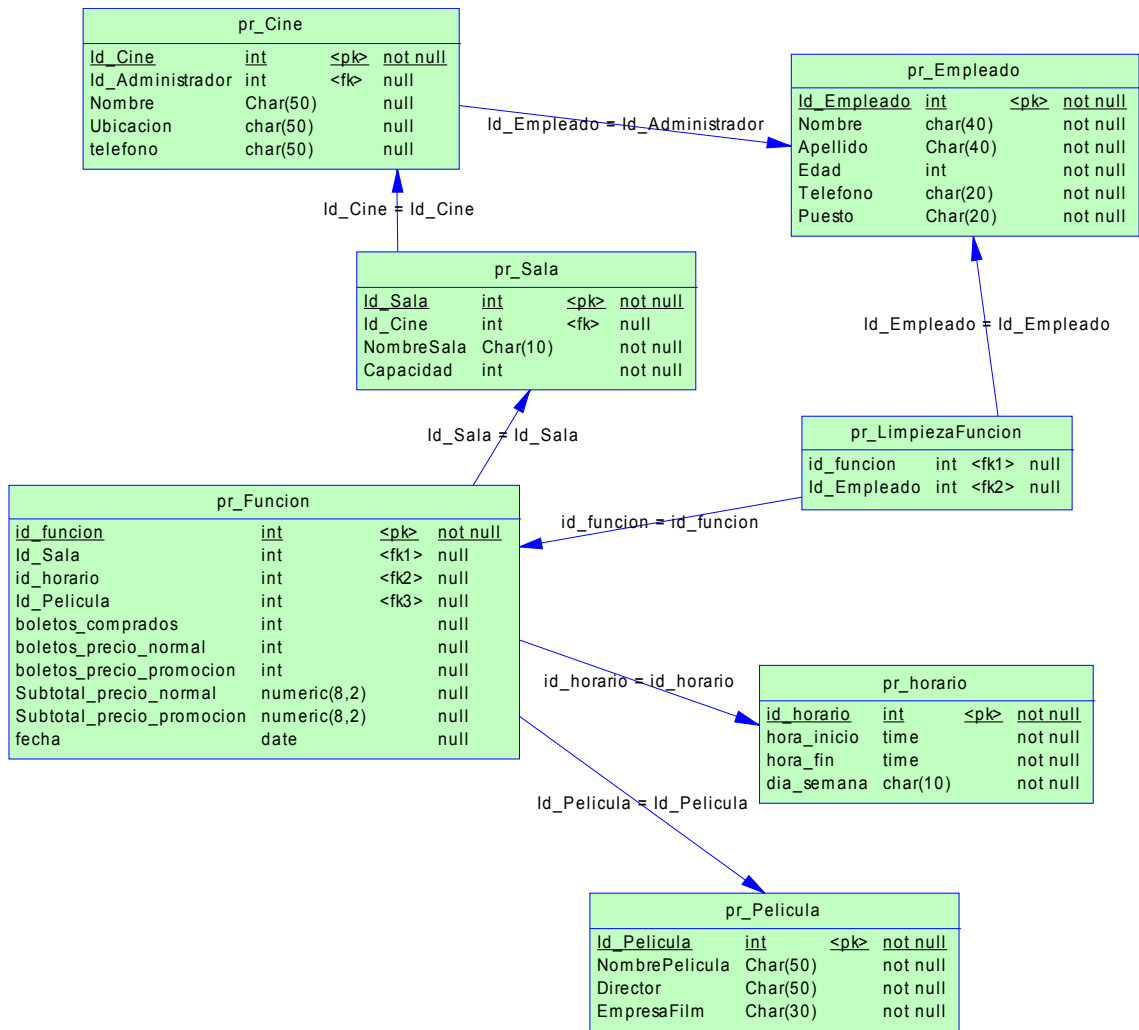 pr_Cine
Id_Cine int <pk> not null
Id_Administrador int <fk> null
Nombre Char(50) null
Ubicacion char(50) null
telefono char(50) null
pr_Empleado
Id_Empleado int <pk> not null
Nombre char(40) not null
Apellido Char(40) not null
Edad int not null
Telefono char(20) not null
Puesto Char(20) not null
Id_Empleado = Id_Administrador
Id_Cine = Id_Cine
pr_Sala
Id_Sala int <pk> not null
Id_Cine int <fk> null
NombreSala Char(10) not null
Capacidad int not null
Id_Empleado = Id_Empleado
Id_Sala = Id_Sala
pr_LimpiezaFuncion
id_funcion int <fk1> null
Id_Empleado int <fk2> null
pr_Funcion
id_funcion int <pk> not null
Id_Sala int <fk1> null
id_horario int <fk2> null
Id_Pelicula int <fk3> null
boletos_comprados int null
boletos_precio_normal int null
boletos_precio_promocion int null
Subtotal_precio_normal numeric(8,2) null
Subtotal_precio_promocion numeric(8,2) null
fecha date null
id_funcion = id_funcion
id_horario = id_horario
pr_horario
id_horario int <pk> not null
hora_inicio time not null
hora_fin time not null
dia_semana char(10) not null
Id_Pelicula = Id_Pelicula
pr_Pelicula
Id_Pelicula int <pk> not null
NombrePelicula Char(50) not null
Director Char(50) not null
EmpresaFilm Char(30) not null